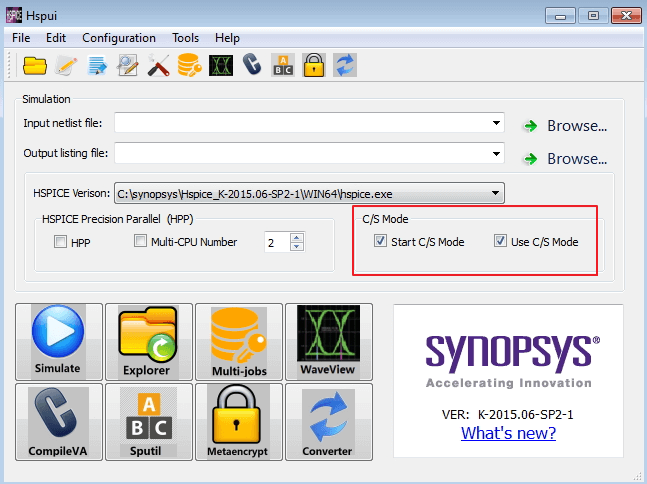 Hspui
File Edit Configuration Tools Help
A
B C
Simulation
Input netlist file:
Browse...
Output listing file:
Browse...
HSPICE Verison: C:\synopsys\Hspice_K-2015.06-SP2-1\WIN64\hspice.exe
HSPICE Precision Parallel (HPP)
C/S Mode
HPP Multi-CPU Number 2
Start C/S Mode Use C/S Mode
Simulate Explorer Multi-jobs WaveView
A
B C
CompileVA Sputil Metaencrypt Converter
SYNOPSYS®
Accelerating Innovation
VER: K-2015.06-SP2-1
What's new?